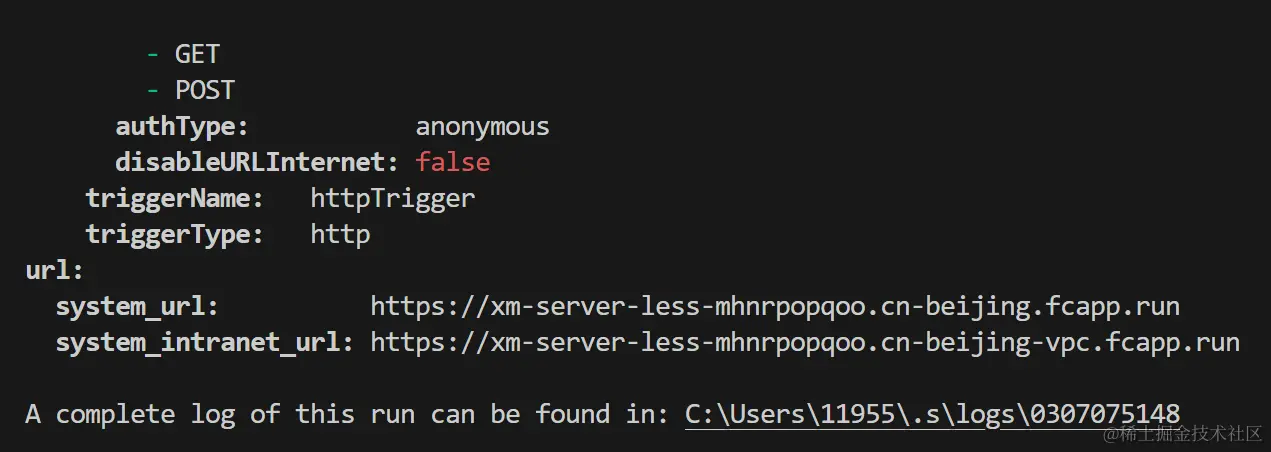 - GET
- POST
authType: anonymous
disableURLInternet: false
triggerName: httpTrigger
triggerType: http
url:
system_url: https://xm-server-less-mhnrpopqoo.cn-beijing.fcapp.run
system_intranet_url: https://xm-server-less-mhnrpopqoo.cn-beijing-vpc.fcapp.run
A complete log of this run can be found in: C:\Users\11955\.s\logs\0307075148
@稀土掘金技术社区